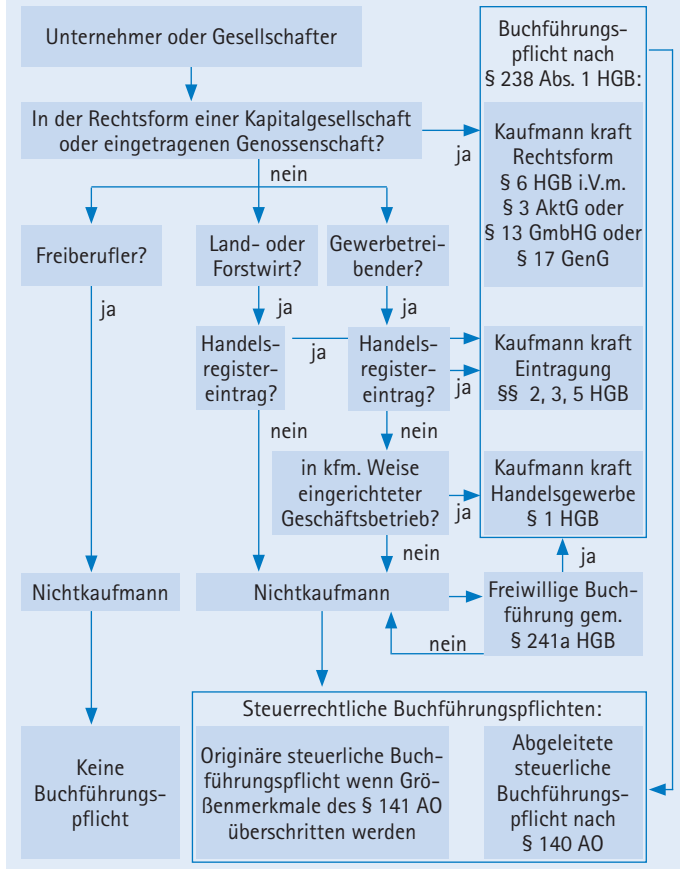 Unternehmer oder Gesellschafter
Buchführungs-
pflicht nach
§ 238 Abs. 1 HGB:
In der Rechtsform einer Kapitalgesellschaft
oder eingetragenen Genossenschaft?
ja
nein
Kaufmann kraft
Rechtsform
§ 6 HGB i.V.m.
§ 3 AktG oder
§ 13 GmbHG oder
§ 17 GenG
Freiberufler?
Land- oder
Forstwirt?
Gewerbetrei-
bender?
ja
ja
ja
Handels-
register-
eintrag?
ja
Handels-
register-
eintrag?
ja
Kaufmann kraft
Eintragung
§§ 2, 3, 5 HGB
nein
nein
in kfm. Weise
eingerichteter
Geschäftsbetrieb?
ja
Kaufmann kraft
Handelsgewerbe
§ 1 HGB
nein
ja
Nichtkaufmann
Nichtkaufmann
Freiwillige Buch-
führung gem.
§ 241a HGB
nein
Steuerrechtliche Buchführungspflichten:
Keine
Buchführungs-
pflicht
Originäre steuerliche Buch-
führungspflicht wenn Grö-
ßenmerkmale des § 141 AO
überschritten werden
Abgeleitete
steuerliche
Buchführungs-
pflicht nach
§ 140 AO